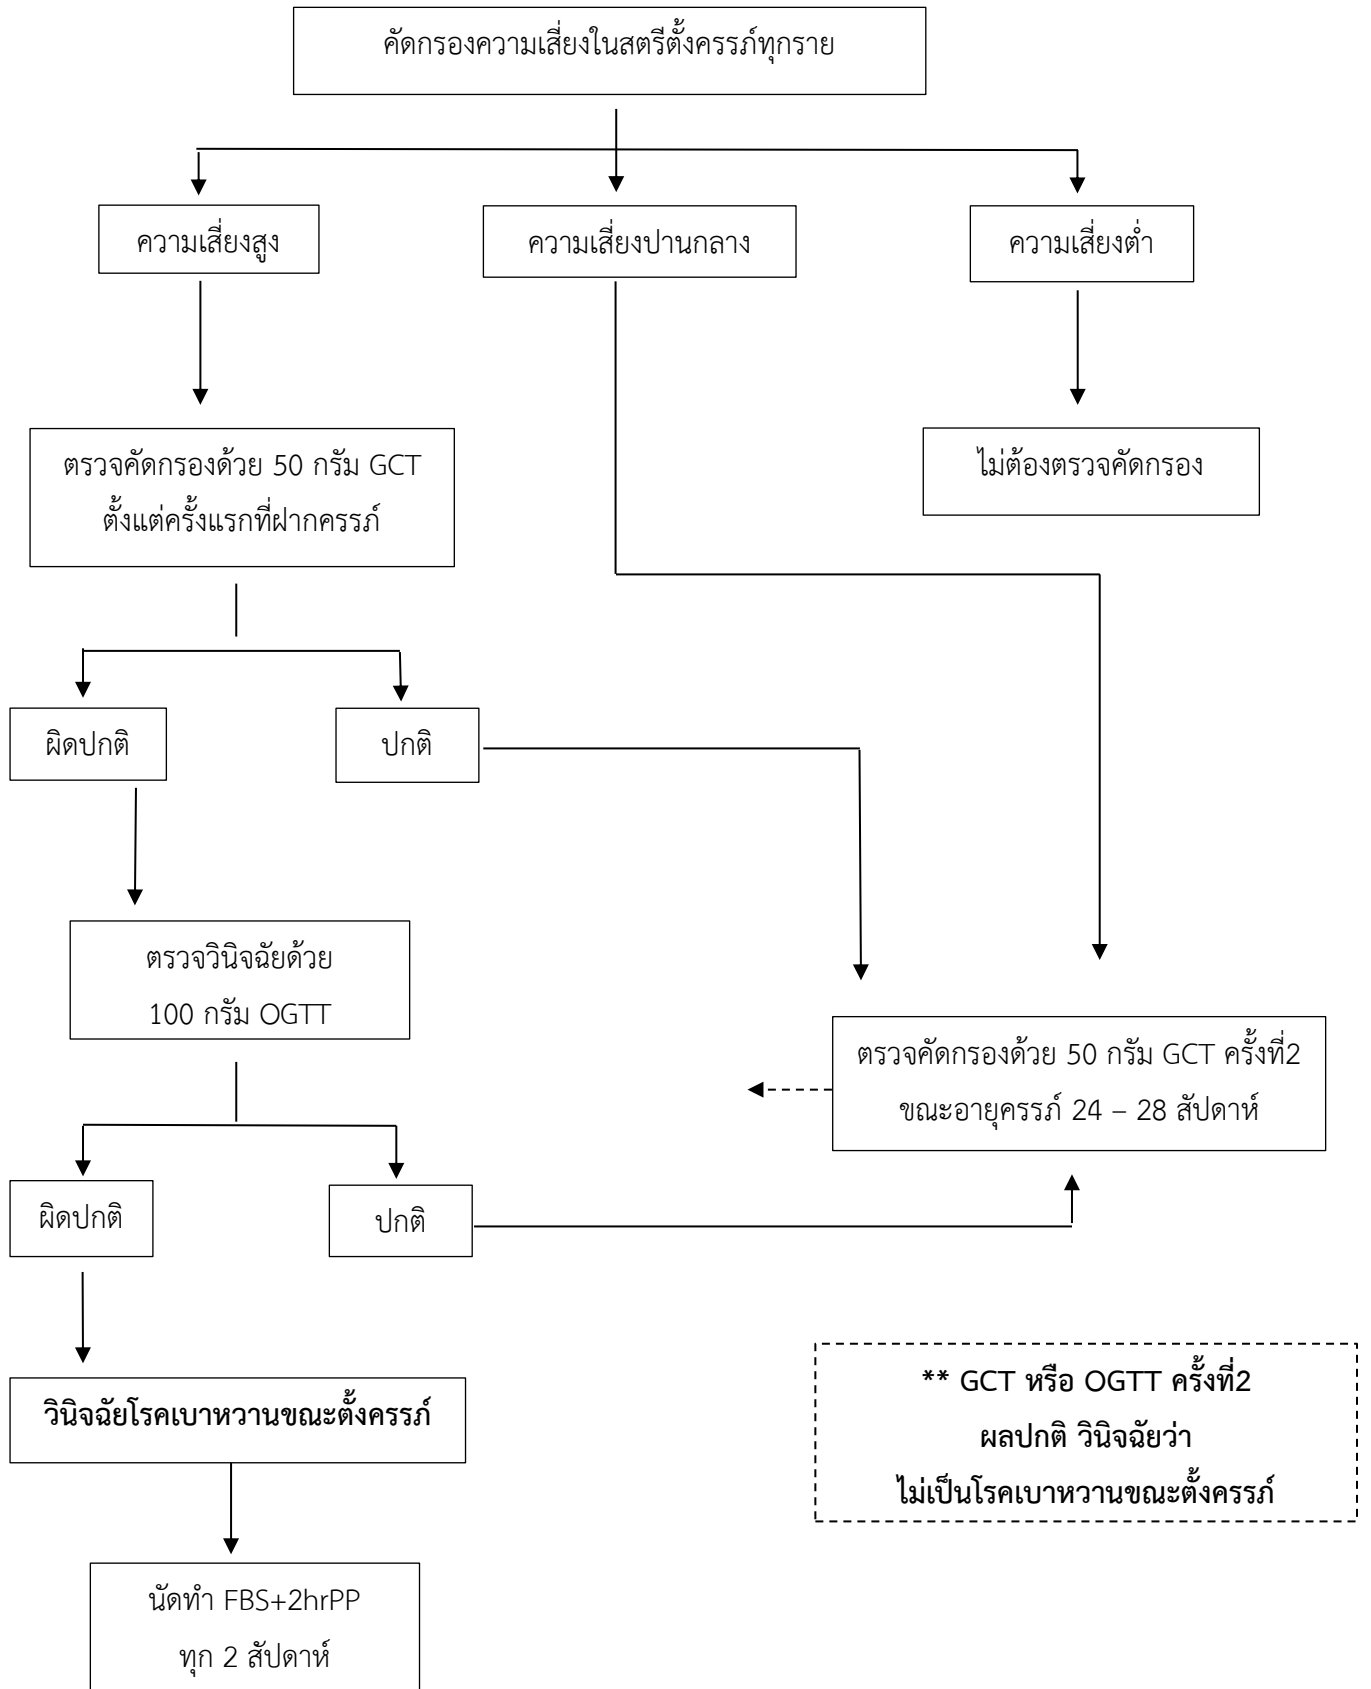 คัดกรองความเสี่ยงในสตรีตั้งครรภ์ทุกราย
ความเสี่ยงสูง
ความเสี่ยงปานกลาง
ความเสี่ยงต่ำ
ตรวจคัดกรองด้วย 50 กรัม GCT
ตั้งแต่ครั้งแรกที่ฝากครรภ์
ไม่ต้องตรวจคัดกรอง
ผิดปกติ
ปกติ
ตรวจวินิจฉัยด้วย
100 กรัม OGTT
ตรวจคัดกรองด้วย 50 กรัม GCT ครั้งที่2
ขณะอายุครรภ์ 24 – 28 สัปดาห์
ผิดปกติ
ปกติ
วินิจฉัยโรคเบาหวานขณะตั้งครรภ์
** GCT หรือ OGTT ครั้งที่2
ผลปกติ วินิจฉัยว่า
ไม่เป็นโรคเบาหวานขณะตั้งครรภ์
นัดทำ FBS+2hrPP
ทุก 2 สัปดาห์